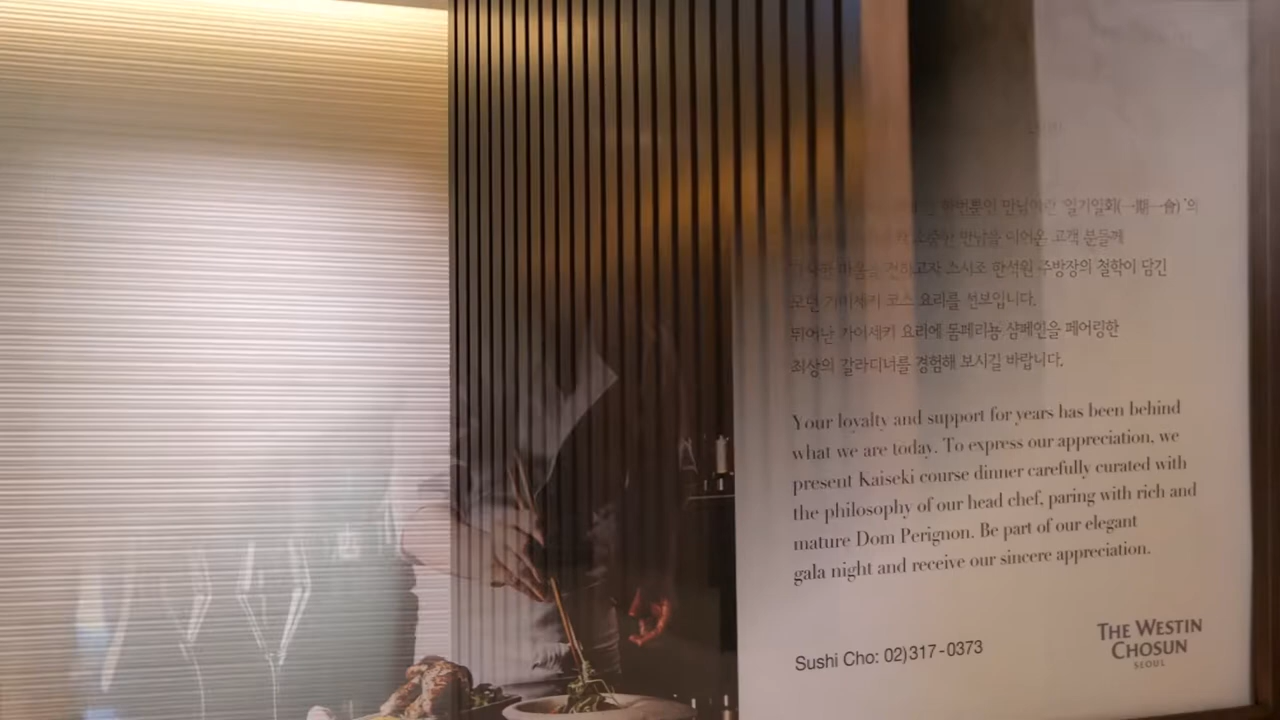 한번뿐인 만남이란 '일기일회(一期一會)'의
소중한 만남을 이어온 고객 분들께
마음을 전하고자 스시조 한석원 주방장의 철학이 담긴
모던 가이세키 코스 요리를 선보입니다.
뛰어난 가이세키 요리에 돔페리뇽 샴페인을 페어링한
최상의 갈라디너를 경험해 보시길 바랍니다.
Your loyalty and support for years has been behind
what we are today. To express our appreciation, we
present Kaiseki course dinner carefully curated with
the philosophy of our head chef, paring with rich and
mature Dom Perignon. Be part of our elegant
gala night and receive our sincere appreciation.
Sushi Cho: 02)317-0373
THE WESTIN
CHOSUN
SEOUL